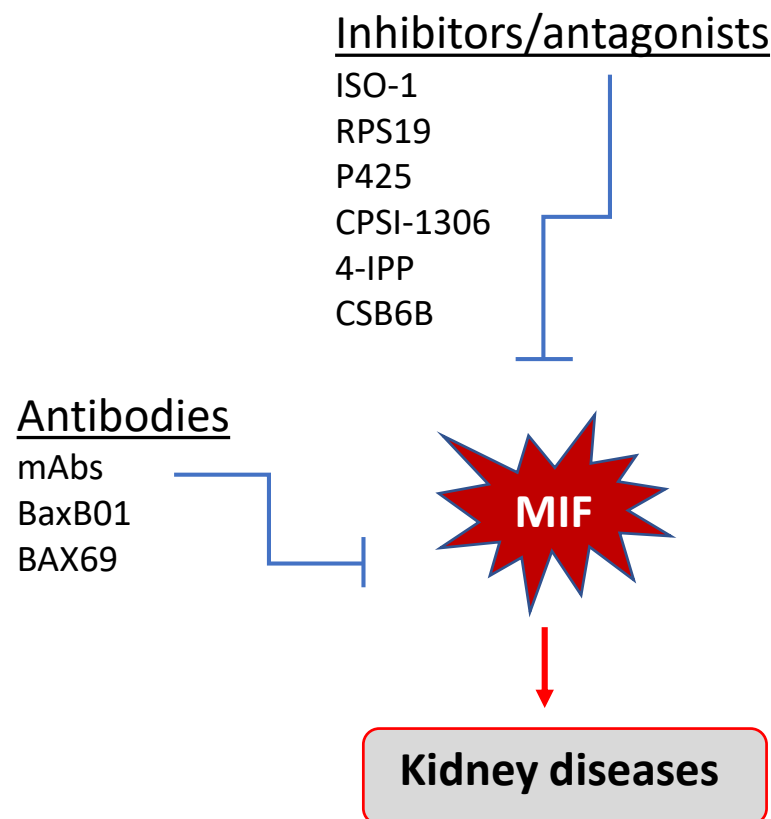 Inhibitors/antagonists
ISO-1
RPS19
P425
CPSI-1306
4-IPP
CSB6B
Antibodies
mAbs
BaxB01
BAX69
MIF
Kidney diseases